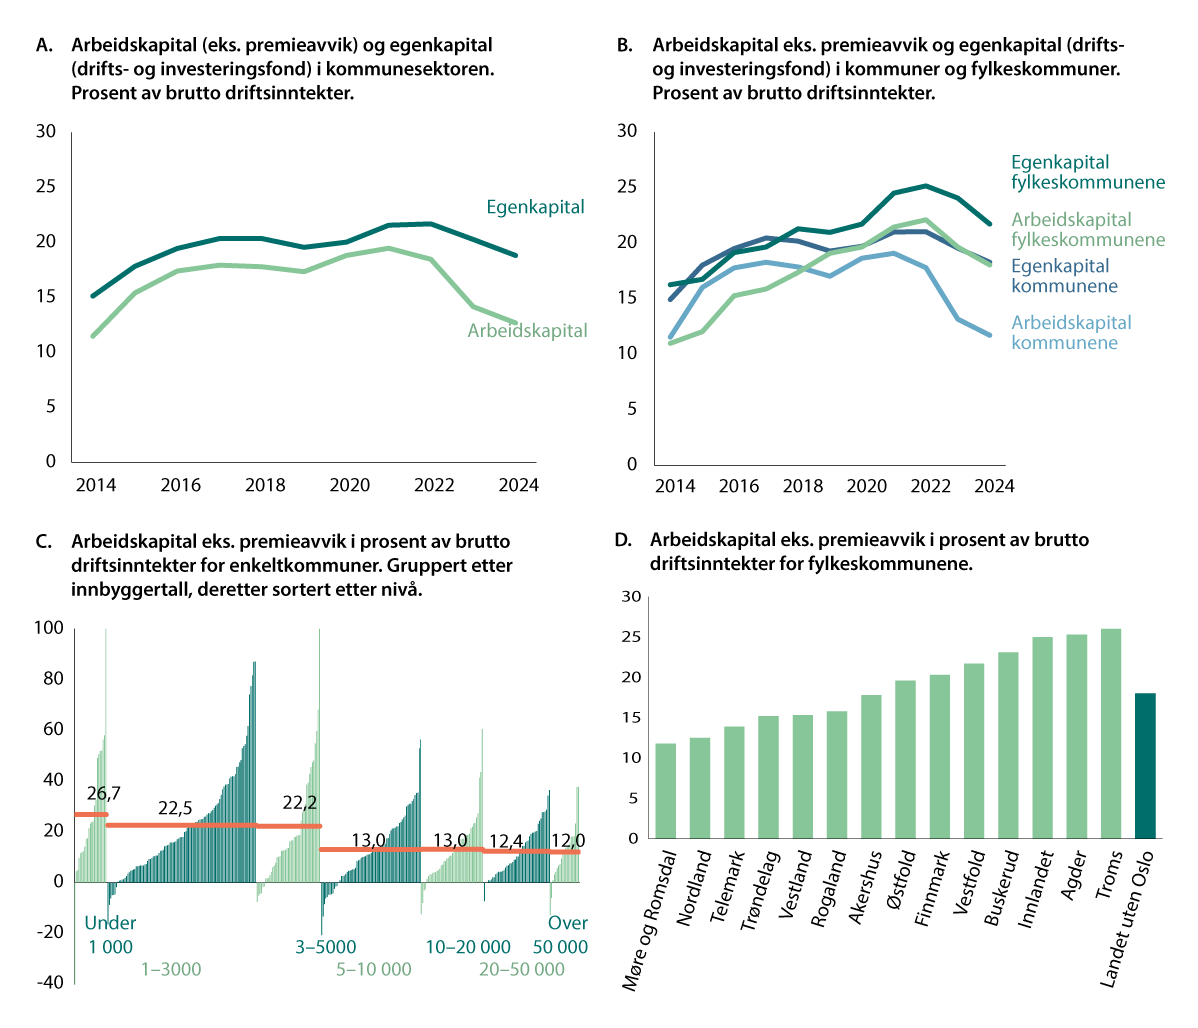 A. Arbeidskapital (eks. premieavvik) og egenkapital
(drifts- og investeringsfond) i kommunesektoren.
Prosent av brutto driftsinntekter.
30
25
20
15
10
5
0
Egenkapital
Arbeidskapital
2014 2016 2018 2020 2022 2024
B. Arbeidskapital eks. premieavvik og egenkapital (drifts-
og investeringsfond) i kommuner og fylkeskommuner.
Prosent av brutto driftsinntekter.
30
25
20
15
10
5
0
Egenkapital
fylkeskommunene
Arbeidskapital
fylkeskommunene
Egenkapital
kommunene
Arbeidskapital
kommunene
2014 2016 2018 2020 2022 2024
C. Arbeidskapital eks. premieavvik i prosent av brutto
driftsinntekter for enkeltkommuner. Gruppert etter
innbyggertall, deretter sortert etter nivå.
100
80
60
40
20
0
-20
-40
26,7
22,5
22,2
13,0
13,0
12,4
12,0
Under
1 000
1–3000
3–5000
5–10 000
10–20 000
20–50 000
Over
50 000
D. Arbeidskapital eks. premieavvik i prosent av brutto
driftsinntekter for fylkeskommunene.
30
25
20
15
10
5
0
Møre og Romsdal
Nordland
Telemark
Trøndelag
Vestland
Rogaland
Akershus
Østfold
Finnmark
Vestfold
Buskerud
Innlandet
Agder
Troms
Landet uten Oslo